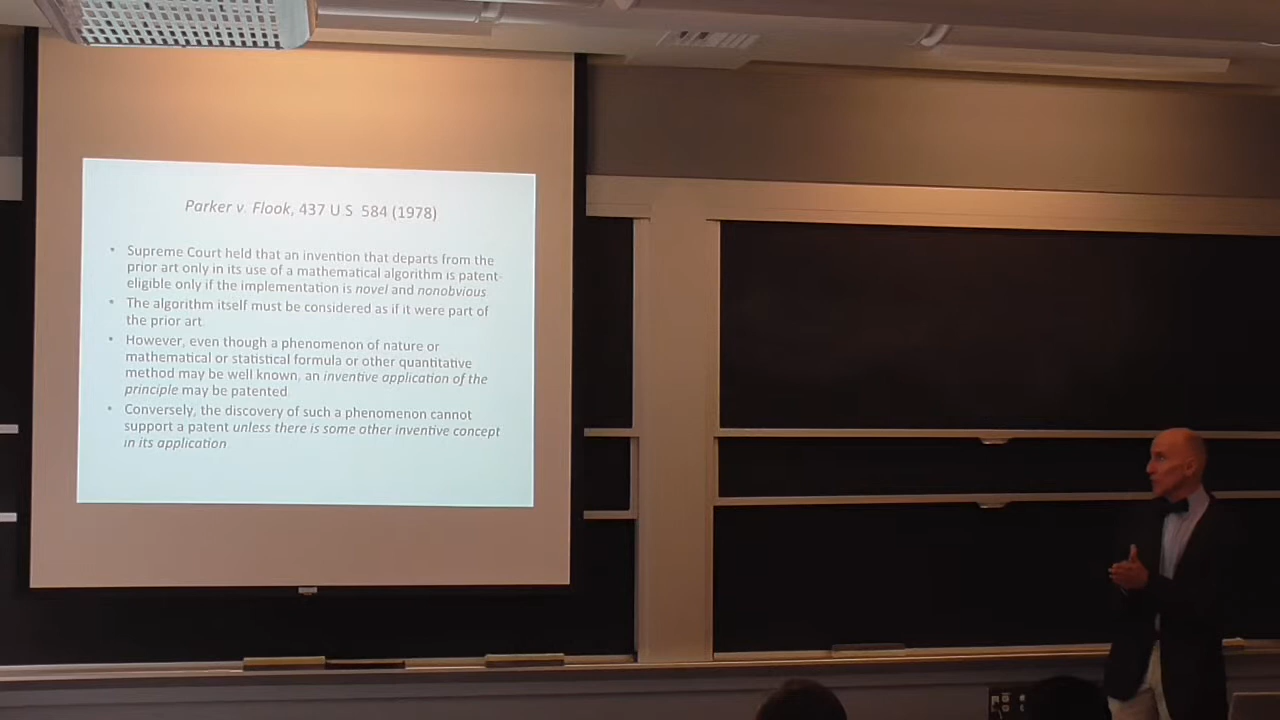 Parker v. Flook, 437 U S 584 (1978)
• Supreme Court held that an invention that departs from the
prior art only in its use of a mathematical algorithm is patent-
eligible only if the implementation is novel and nonobvious
• The algorithm itself must be considered as if it were part of
the prior art
• However, even though a phenomenon of nature or
mathematical or statistical formula or other quantitative
method may be well known, an inventive application of the
principle may be patented
• Conversely, the discovery of such a phenomenon cannot
support a patent unless there is some other inventive concept
in its application